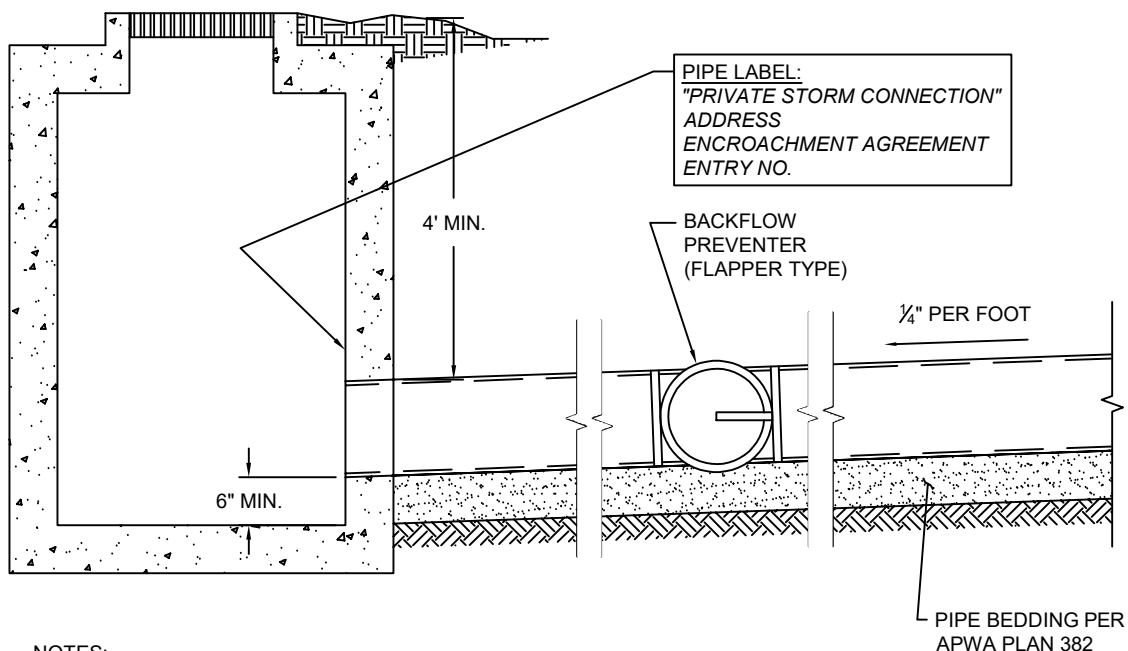 PIPE LABEL:
"PRIVATE STORM CONNECTION"
ADDRESS
ENCROACHMENT AGREEMENT
ENTRY NO.
4' MIN.
BACKFLOW
PREVENTER
(FLAPPER TYPE)
¼" PER FOOT
6" MIN.
PIPE BEDDING PER
APWA PLAN 382
NOTES: